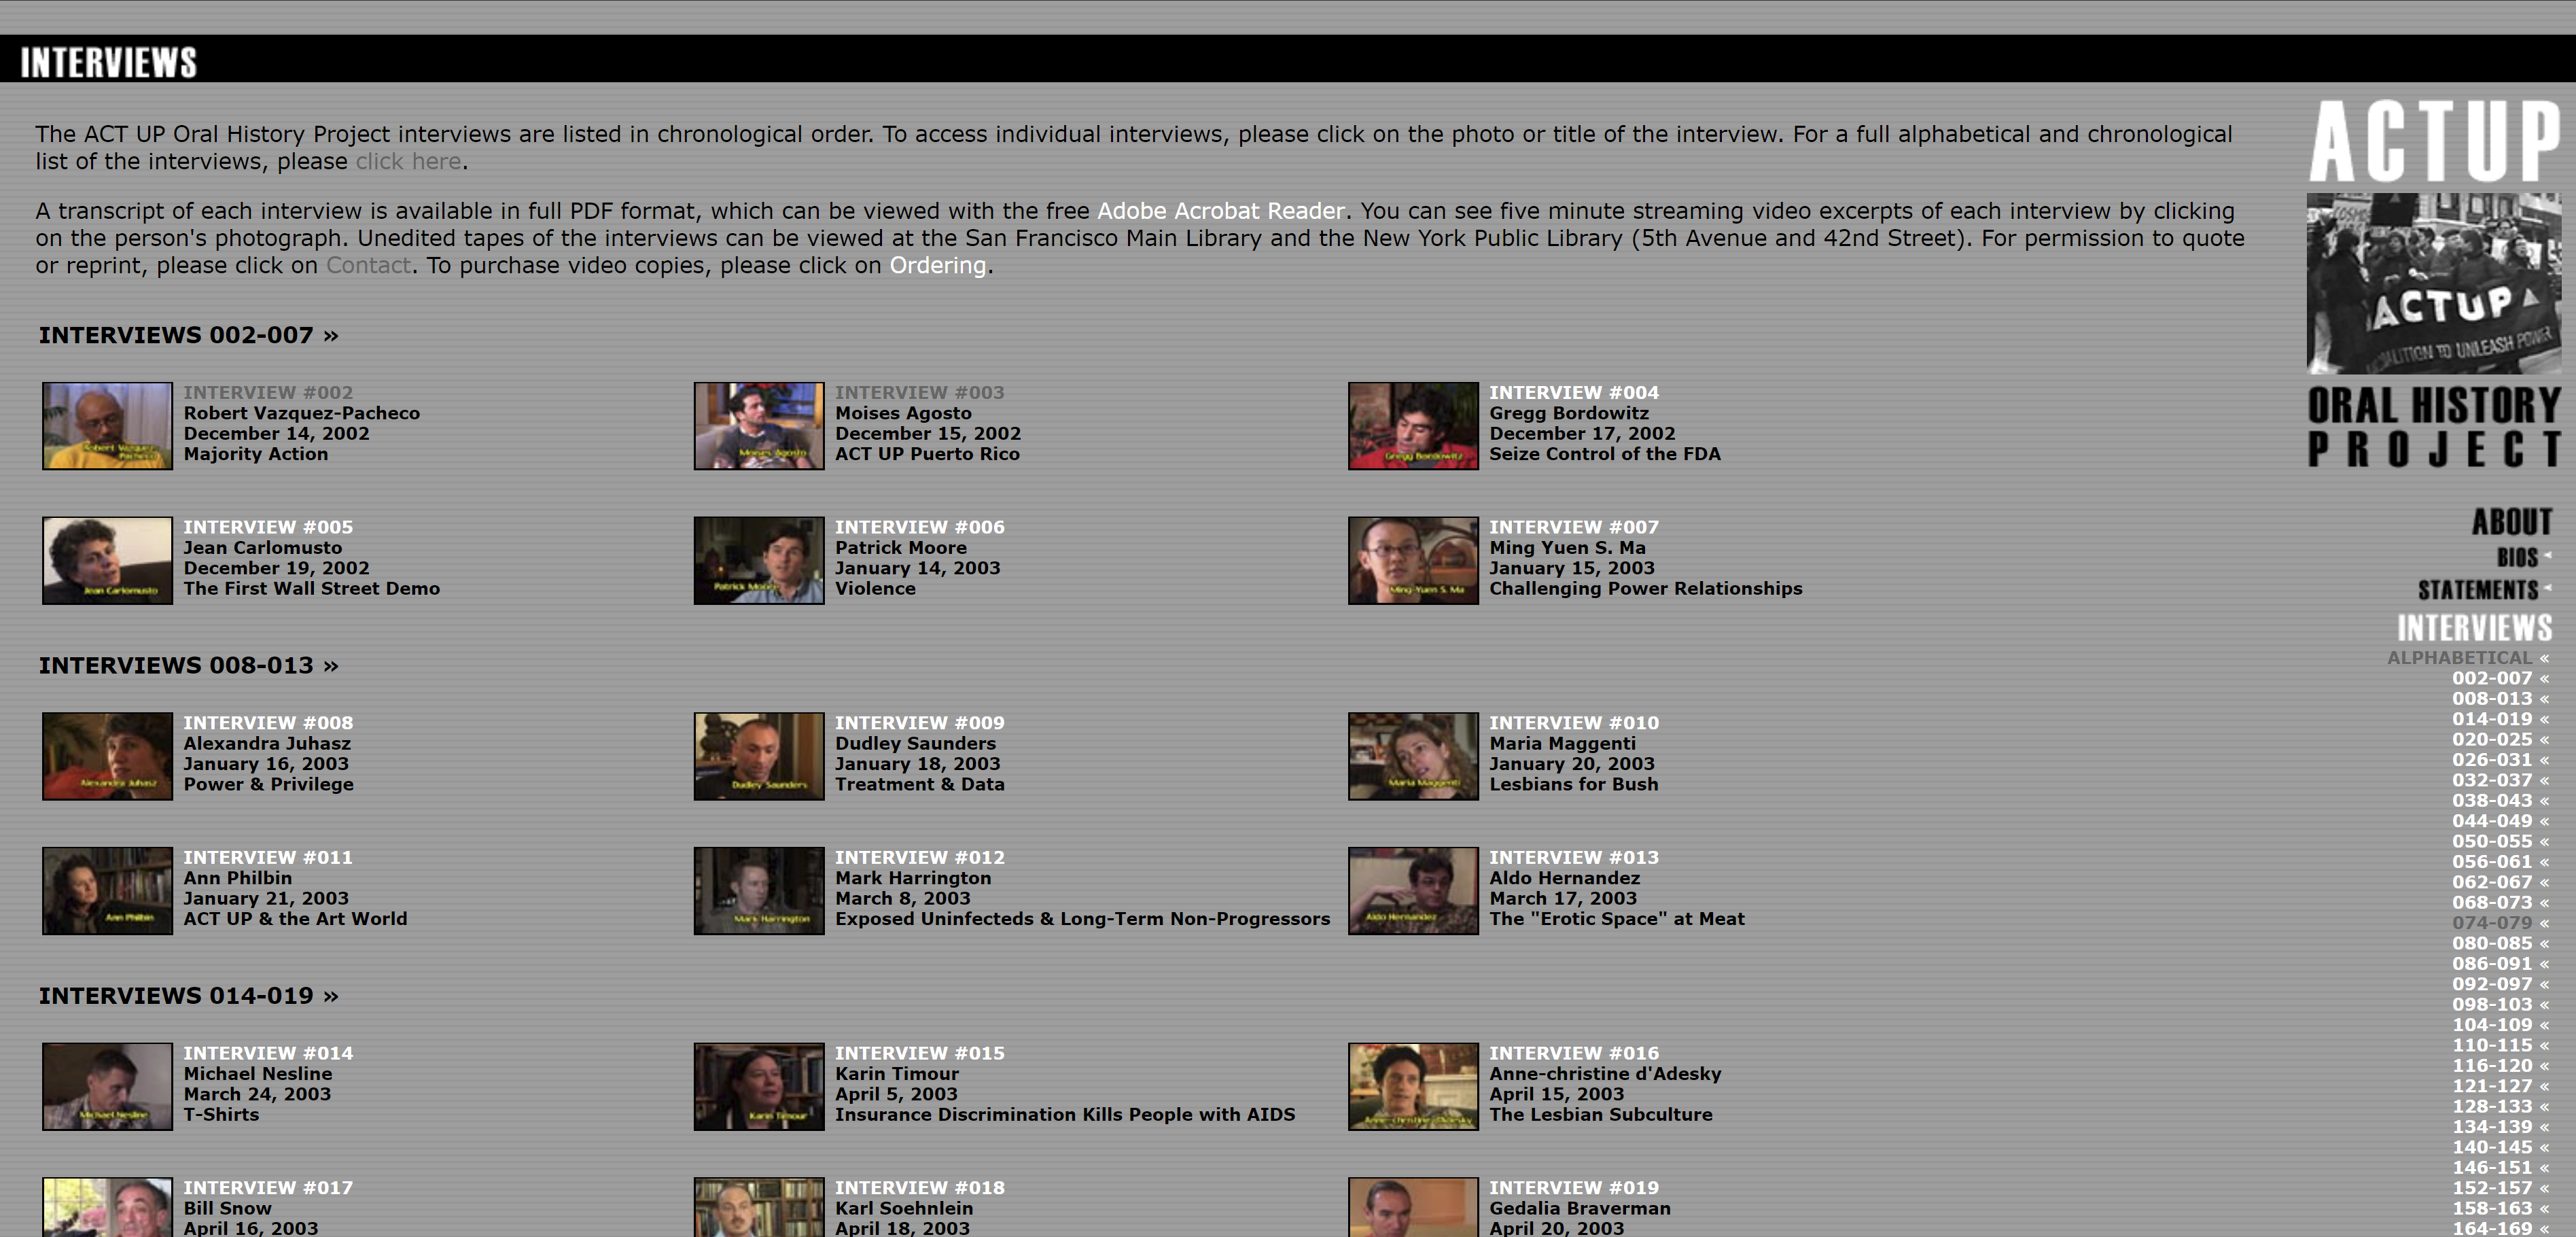 INTERVIEWS
The ACT UP Oral History Project interviews are listed in chronological order. To access individual interviews, please click on the photo or title of the interview. For a full alphabetical and chronological
list of the interviews, please click here.
A transcript of each interview is available in full PDF format, which can be viewed with the free Adobe Acrobat Reader. You can see five minute streaming video excerpts of each interview by clicking
on the person's photograph. Unedited tapes of the interviews can be viewed at the San Francisco Main Library and the New York Public Library (5th Avenue and 42nd Street). For permission to quote
or reprint, please click on Contact. To purchase video copies, please click on Ordering.
INTERVIEWS 002-007 »
Robert Vazquez-Pacheco
INTERVIEW #002
Robert Vazquez-Pacheco
December 14, 2002
Majority Action
Moises Agosto
INTERVIEW #003
Moises Agosto
December 15, 2002
ACT UP Puerto Rico
Gregg Bordowitz
INTERVIEW #004
Gregg Bordowitz
December 17, 2002
Seize Control of the FDA
Jean Carlomusto
INTERVIEW #005
Jean Carlomusto
December 19, 2002
The First Wall Street Demo
Patrick Moore
INTERVIEW #006
Patrick Moore
January 14, 2003
Violence
Ming-Yuen S. Ma
INTERVIEW #007
Ming Yuen S. Ma
January 15, 2003
Challenging Power Relationships
INTERVIEWS 008-013 »
Alexandra Juhasz
INTERVIEW #008
Alexandra Juhasz
January 16, 2003
Power & Privilege
Dudley Saunders
INTERVIEW #009
Dudley Saunders
January 18, 2003
Treatment & Data
Maria Maggenti
INTERVIEW #010
Maria Maggenti
January 20, 2003
Lesbians for Bush
Ann Philbin
INTERVIEW #011
Ann Philbin
January 21, 2003
ACT UP & the Art World
Mark Harrington
INTERVIEW #012
Mark Harrington
March 8, 2003
Exposed Uninfecteds & Long-Term Non-Progressors
Aldo Hernandez
INTERVIEW #013
Aldo Hernandez
March 17, 2003
The "Erotic Space" at Meat
INTERVIEWS 014-019 »
Michael Nesline
INTERVIEW #014
Michael Nesline
March 24, 2003
T-Shirts
Karin Timour
INTERVIEW #015
Karin Timour
April 5, 2003
Insurance Discrimination Kills People with AIDS
Anne-christine d'Adesky
INTERVIEW #016
Anne-christine d'Adesky
April 15, 2003
The Lesbian Subculture
INTERVIEW #017
Bill Snow
April 16, 2003
INTERVIEW #018
Karl Soehnlein
April 18, 2003
INTERVIEW #019
Gedalia Braverman
April 20, 2003
ACTUP
ACTUP
COALITION TO UNLEASH POWER
ORAL HISTORY
PROJECT
ABOUT
BIOS
STATEMENTS
INTERVIEWS
ALPHABETICAL «
002-007 «
008-013 «
014-019 «
020-025 «
026-031 «
032-037 «
038-043 «
044-049 «
050-055 «
056-061 «
062-067 «
068-073 «
074-079 «
080-085 «
086-091 «
092-097 «
098-103 «
104-109 «
110-115 «
116-120 «
121-127 «
128-133 «
134-139 «
140-145 «
146-151 «
152-157 «
158-163 «
164-169 «